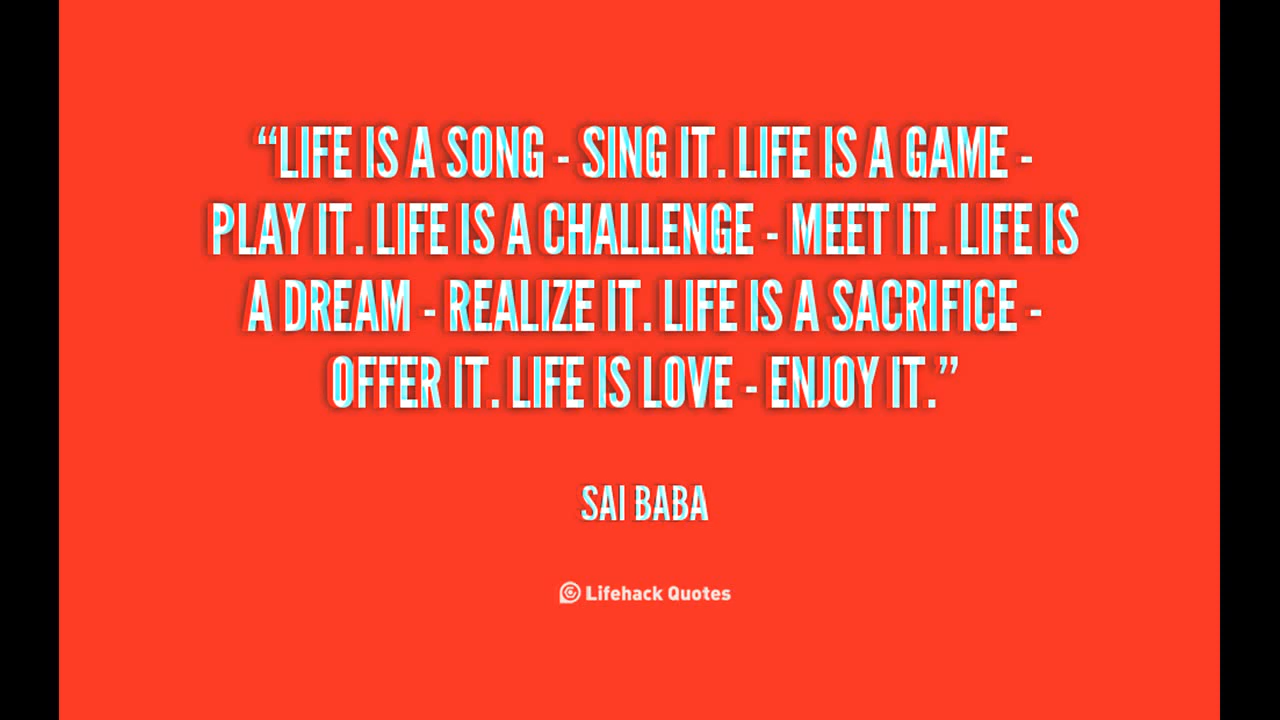 “LIFE IS A SONG - SING IT. LIFE IS A GAME -
PLAY IT. LIFE IS A CHALLENGE - MEET IT. LIFE IS
A DREAM - REALIZE IT. LIFE IS A SACRIFICE -
OFFER IT. LIFE IS LOVE - ENJOY IT.”
SAI BABA
Lifehack Quotes